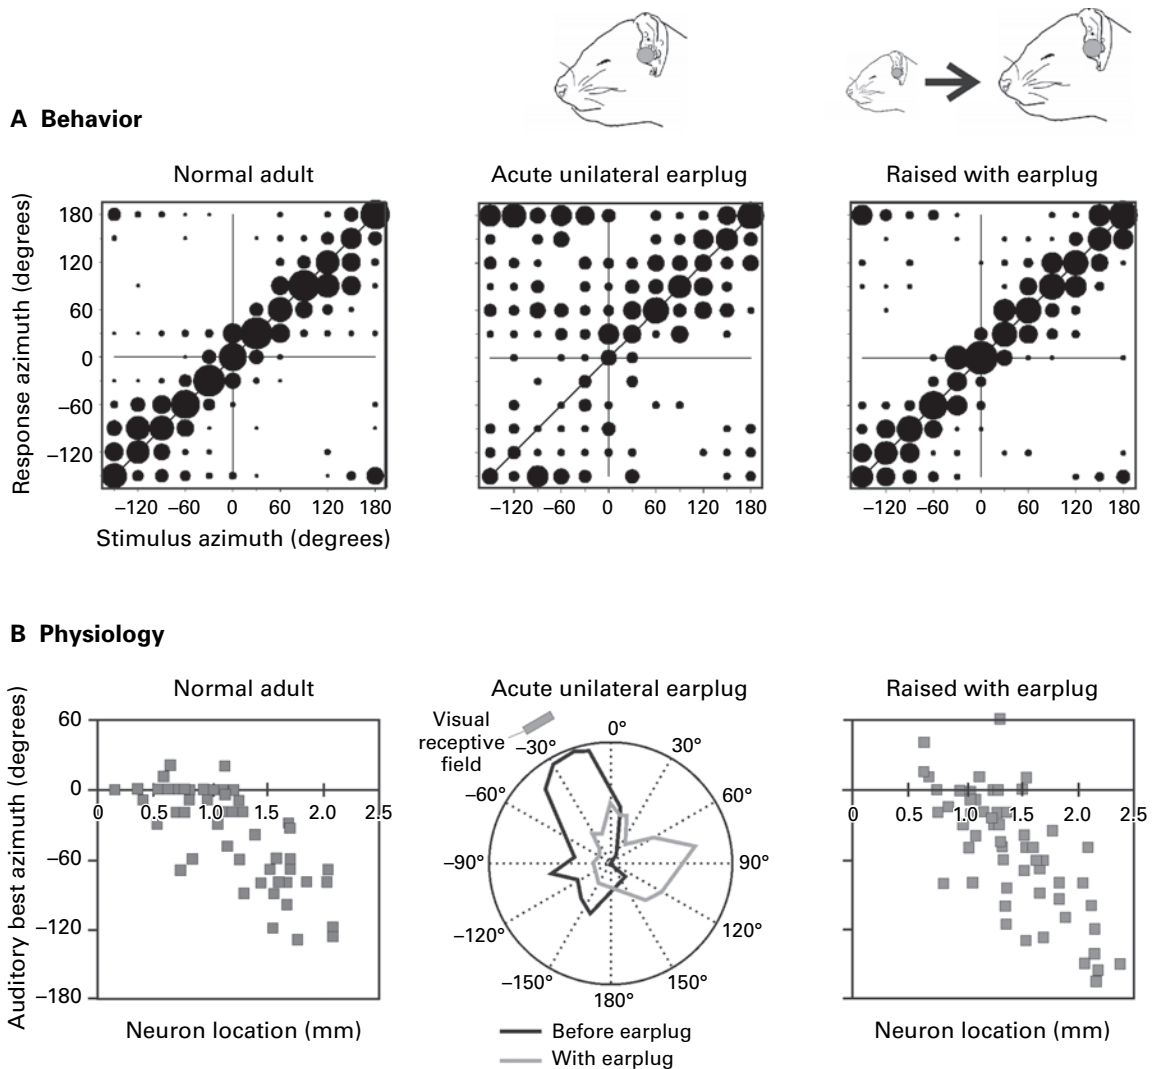 A Behavior
Normal adult
Acute unilateral earplug
Raised with earplug
Response azimuth (degrees)
180
120
60
0
−60
−120
−120 −60 0 60 120 180
−120 −60 0 60 120 180
−120 −60 0 60 120 180
Stimulus azimuth (degrees)
B Physiology
Normal adult
Acute unilateral earplug
Raised with earplug
Auditory best azimuth (degrees)
60
0
−60
−120
−180
0 0.5 1.0 1.5 2.0 2.5
Neuron location (mm)
Visual
receptive
field
0°
30°
60°
90°
120°
150°
180°
−150°
−120°
−90°
−60°
−30°
Before earplug
With earplug
0 0.5 1.0 1.5 2.0 2.5
Neuron location (mm)